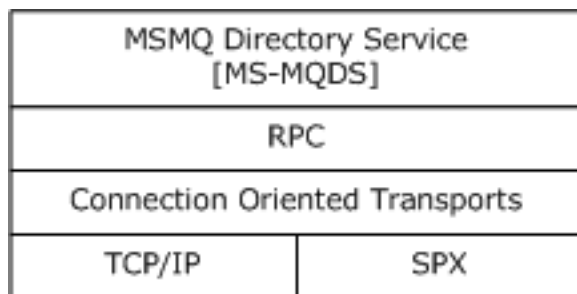 MSMQ Directory Service
[MS-MQDS]
RPC
Connection Oriented Transports
TCP/IP
SPX